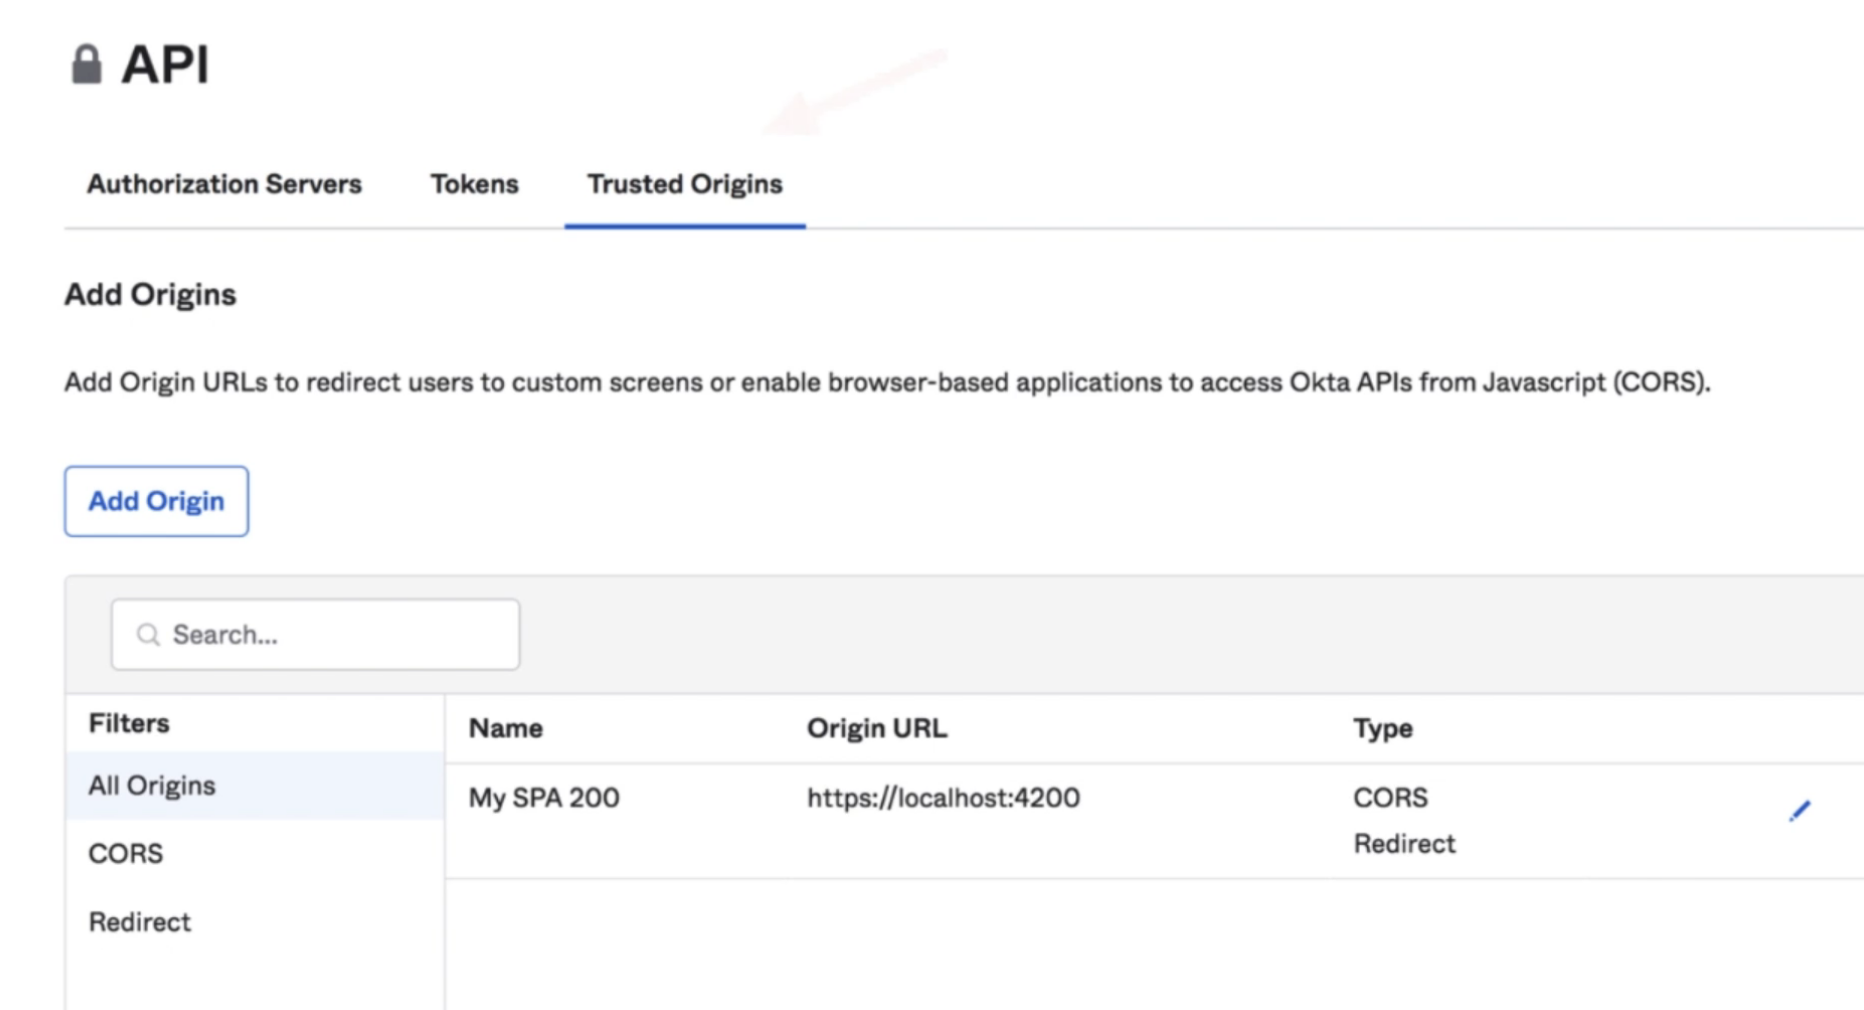 API
Authorization Servers Tokens Trusted Origins
Add Origins
Add Origin URLs to redirect users to custom screens or enable browser-based applications to access Okta APIs from Javascript (CORS).
Add Origin
Search...
Filters
All Origins
CORS
Redirect
Name Origin URL Type
My SPA 200 https://localhost:4200 CORS
Redirect